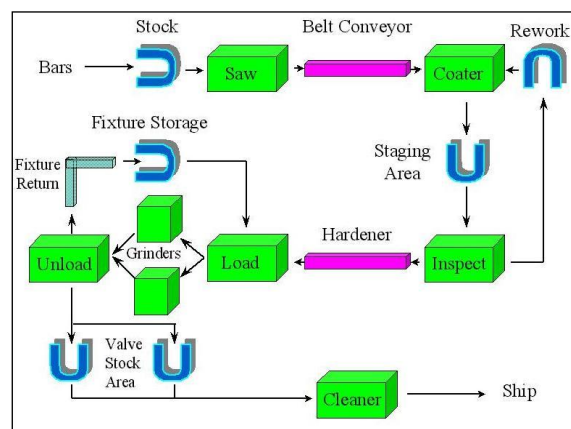 Stock
Belt Conveyor
Rework
Bars
Saw
Coater
Fixture Storage
Staging
Area
Fixture
Return
Hardener
Grinders
Unload
Load
Inspect
Valve
Stock
Area
Cleaner
Ship